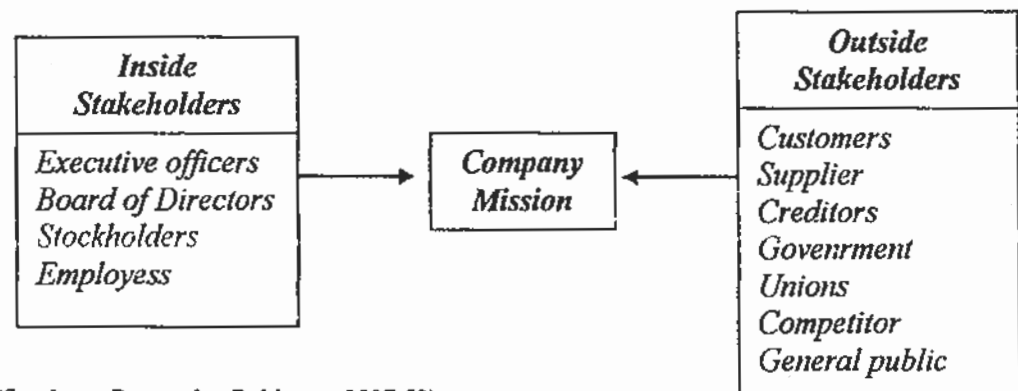 Inside
Stakeholders
Executive officers
Board of Directors
Stockholders
Employess
Company
Mission
Outside
Stakeholders
Customers
Supplier
Creditors
Govenrment
Unions
Competitor
General public